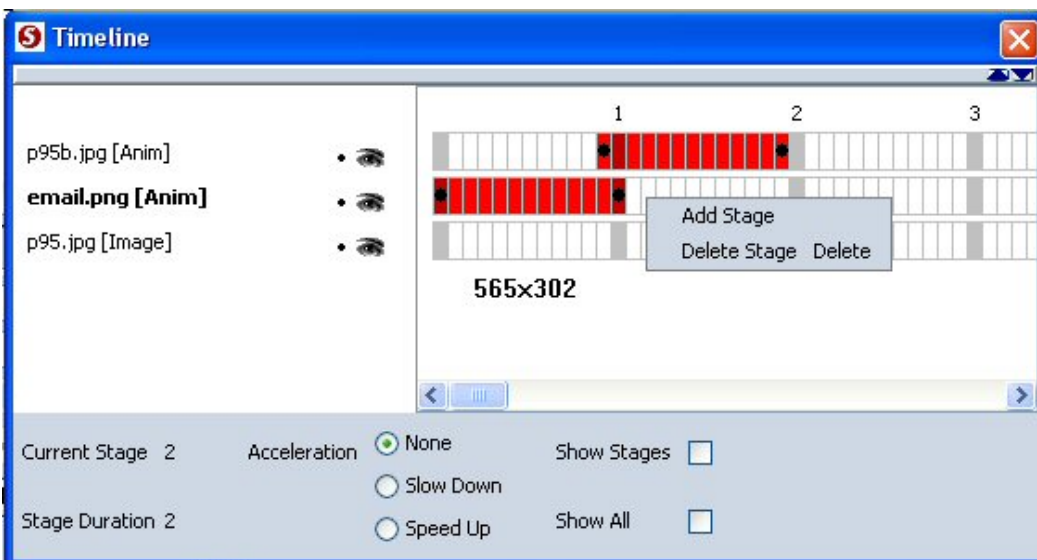 Timeline
1 2 3
p95b.jpg [Anim]
email.png [Anim]
p95.jpg [Image]
Add Stage
Delete Stage Delete
565x302
Current Stage 2
Acceleration
None
Slow Down
Speed Up
Show Stages
Stage Duration 2
Show All